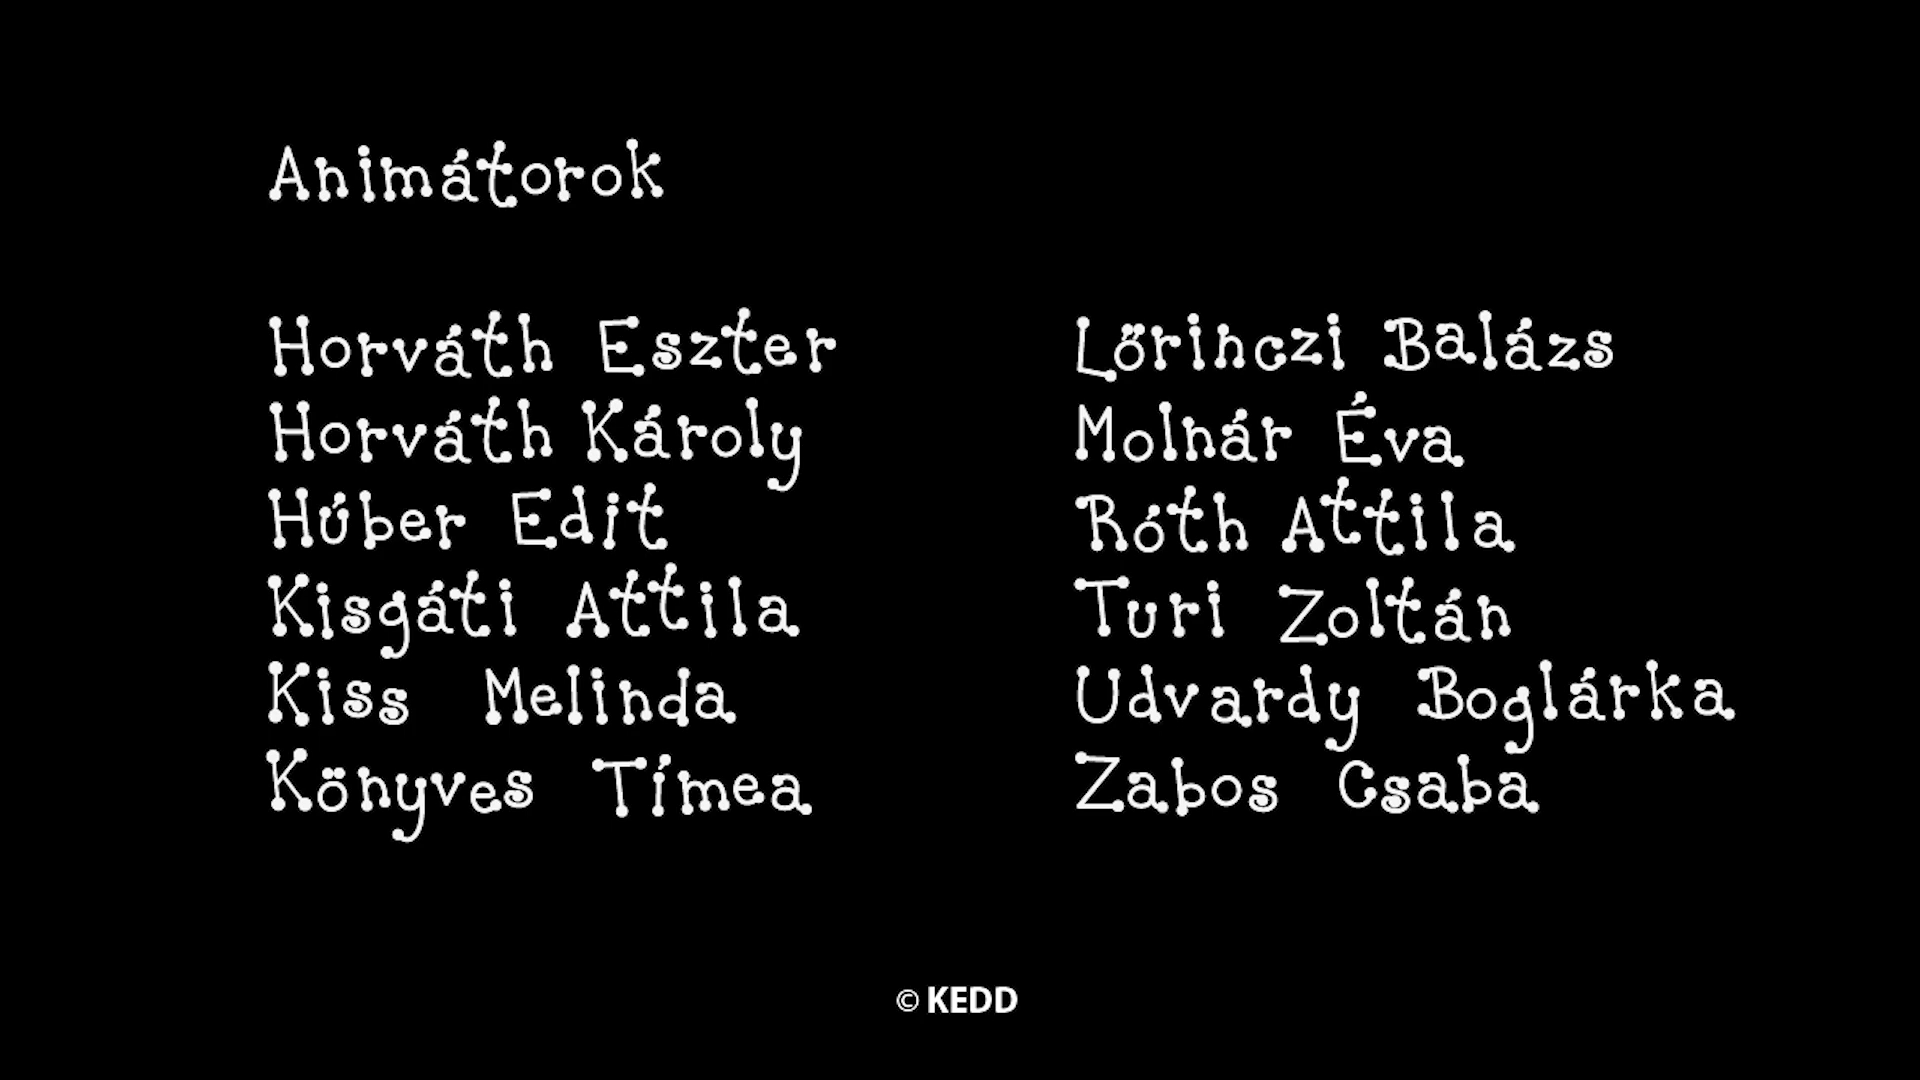 Animátorok
Horváth Eszter
Horváth Károly
Húber Edit
Kisgáti Attila
Kiss Melinda
Könyves Tímea
Lőrinczi Balázs
Molnár Éva
Róth Attila
Turi Zoltán
Udvardy Boglárka
Zabos Csaba
© KEDD